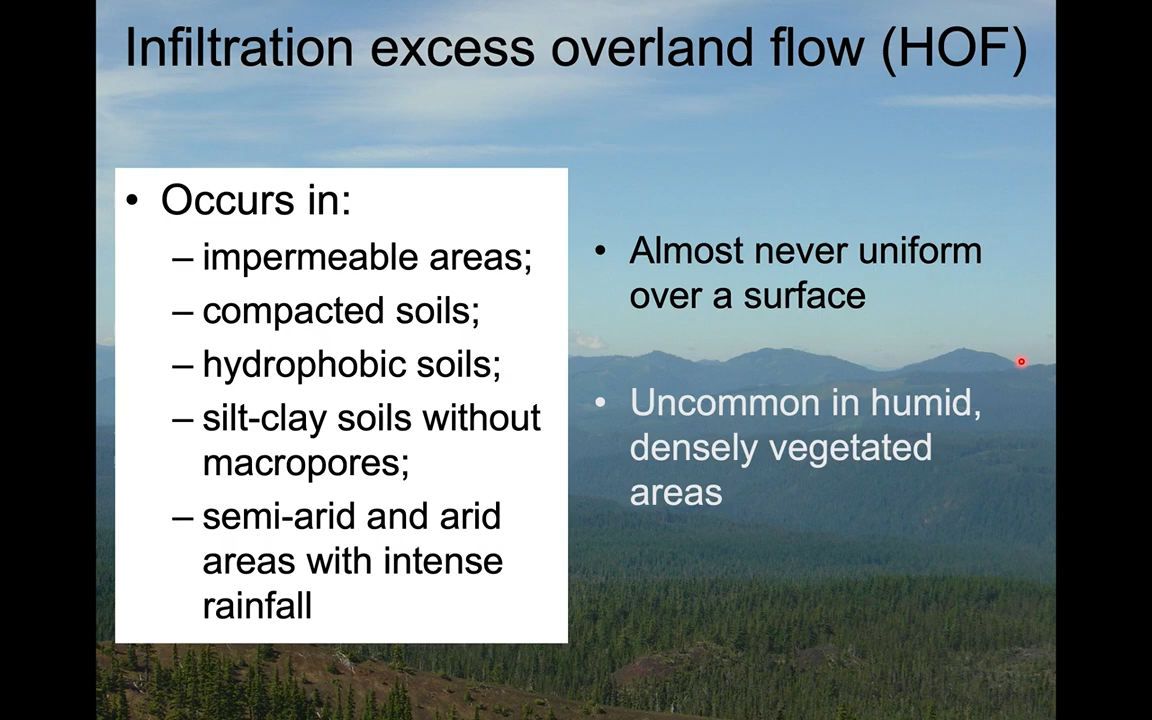 Infiltration excess overland flow (HOF)
• Occurs in:
– impermeable areas;
– compacted soils;
– hydrophobic soils;
– silt-clay soils without
macropores;
– semi-arid and arid
areas with intense
rainfall
• Almost never uniform
over a surface
• Uncommon in humid,
densely vegetated
areas